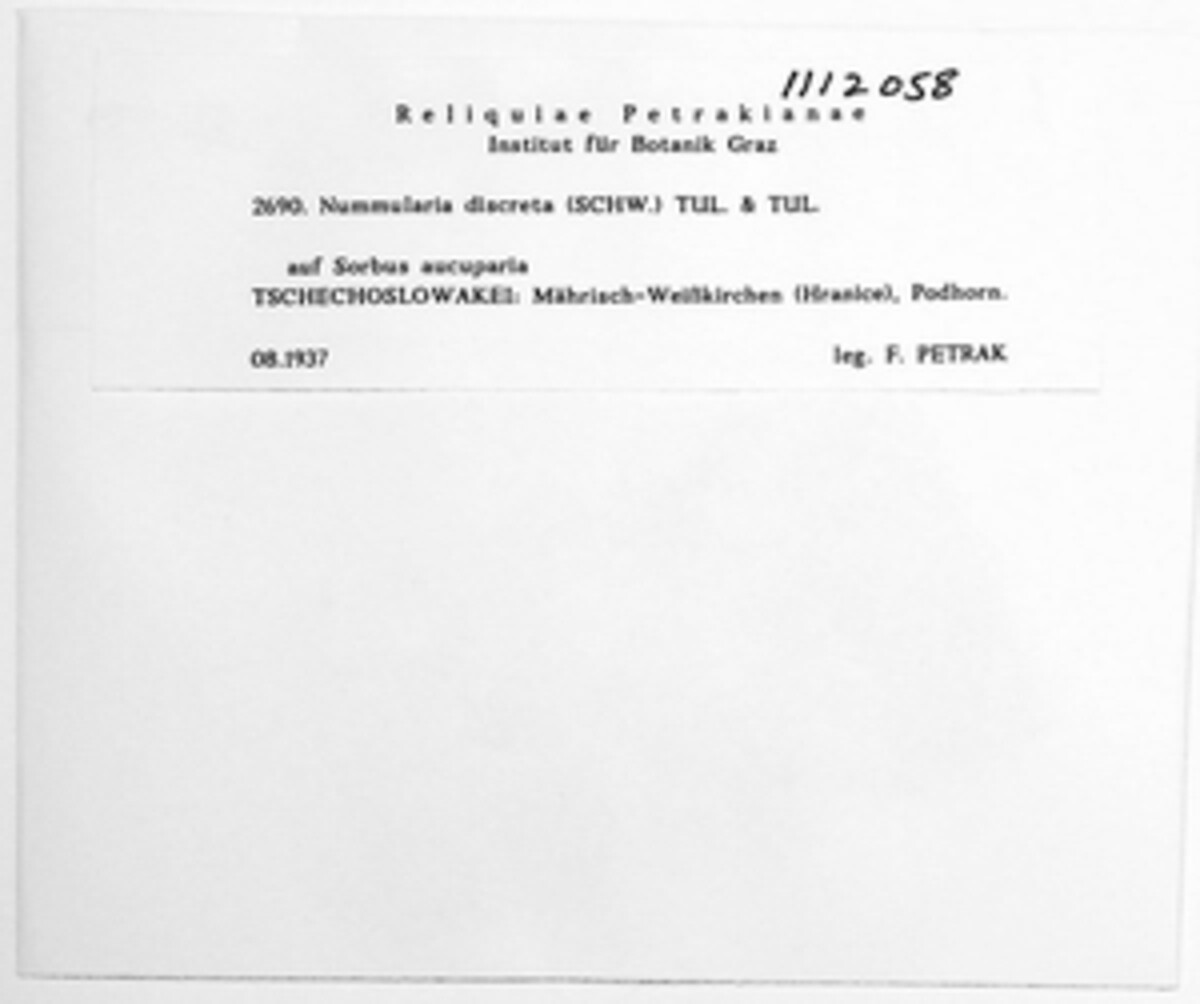 1112058
Reliquiae Petrakianae
Institut für Botanik Graz
2690. Nummularia discreta (SCHW.) TUL. & TUL.
auf Sorbus aucuparia
TSCHECHOSLOWAKEI: Mährisch-Weißkirchen (Hranice), Podhorn.
08.1937 leg. F. PETRAK